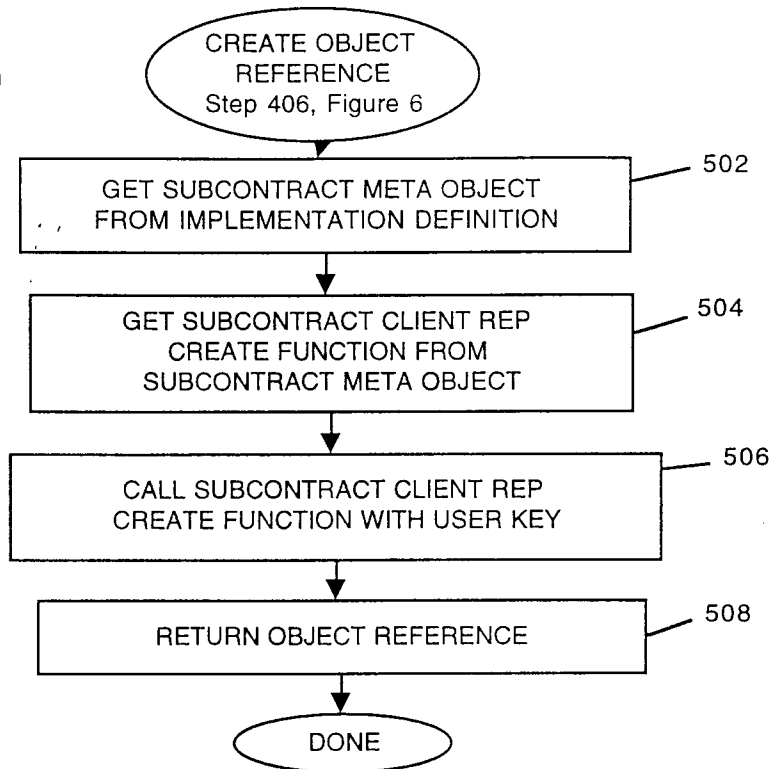 CREATE OBJECT
REFERENCE
Step 406, Figure 6
502
GET SUBCONTRACT META OBJECT
FROM IMPLEMENTATION DEFINITION
504
GET SUBCONTRACT CLIENT REP
CREATE FUNCTION FROM
SUBCONTRACT META OBJECT
506
CALL SUBCONTRACT CLIENT REP
CREATE FUNCTION WITH USER KEY
508
RETURN OBJECT REFERENCE
DONE